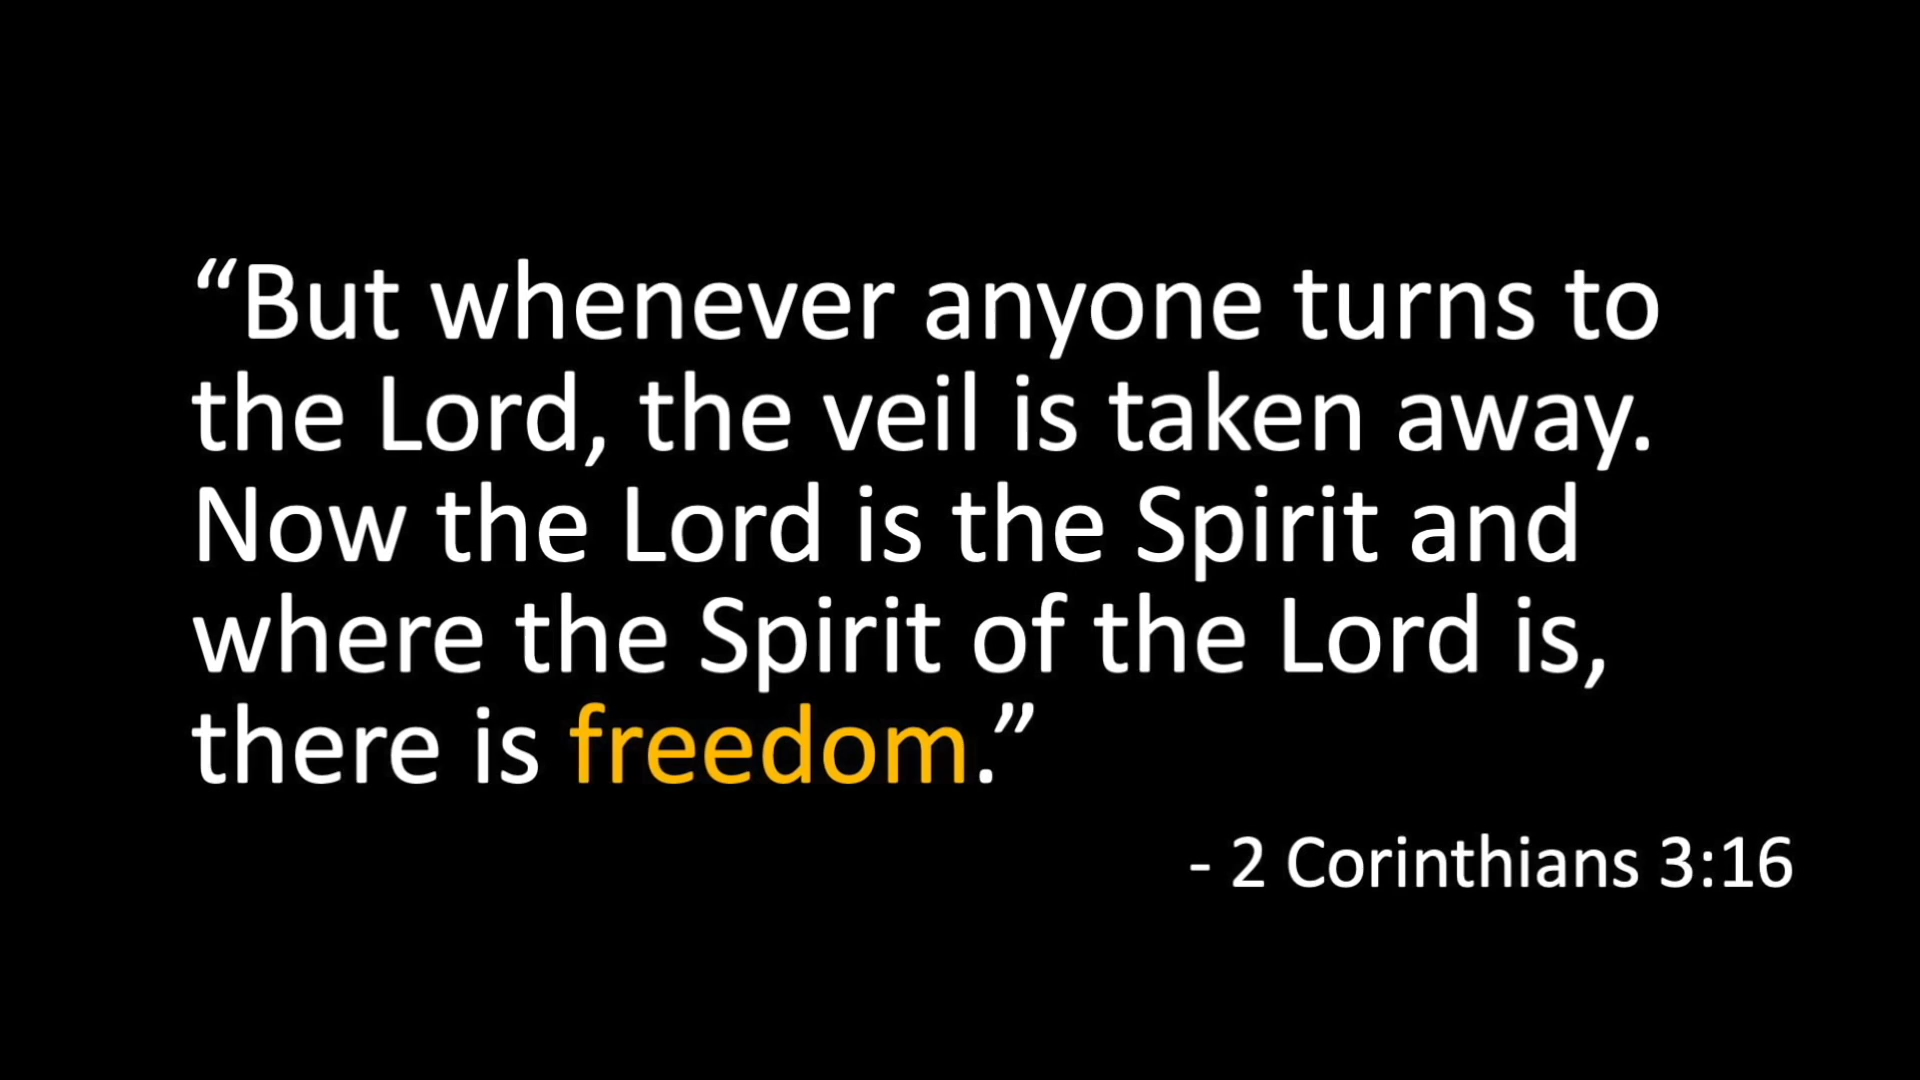 “But whenever anyone turns to
the Lord, the veil is taken away.
Now the Lord is the Spirit and
where the Spirit of the Lord is,
there is freedom.”
- 2 Corinthians 3:16